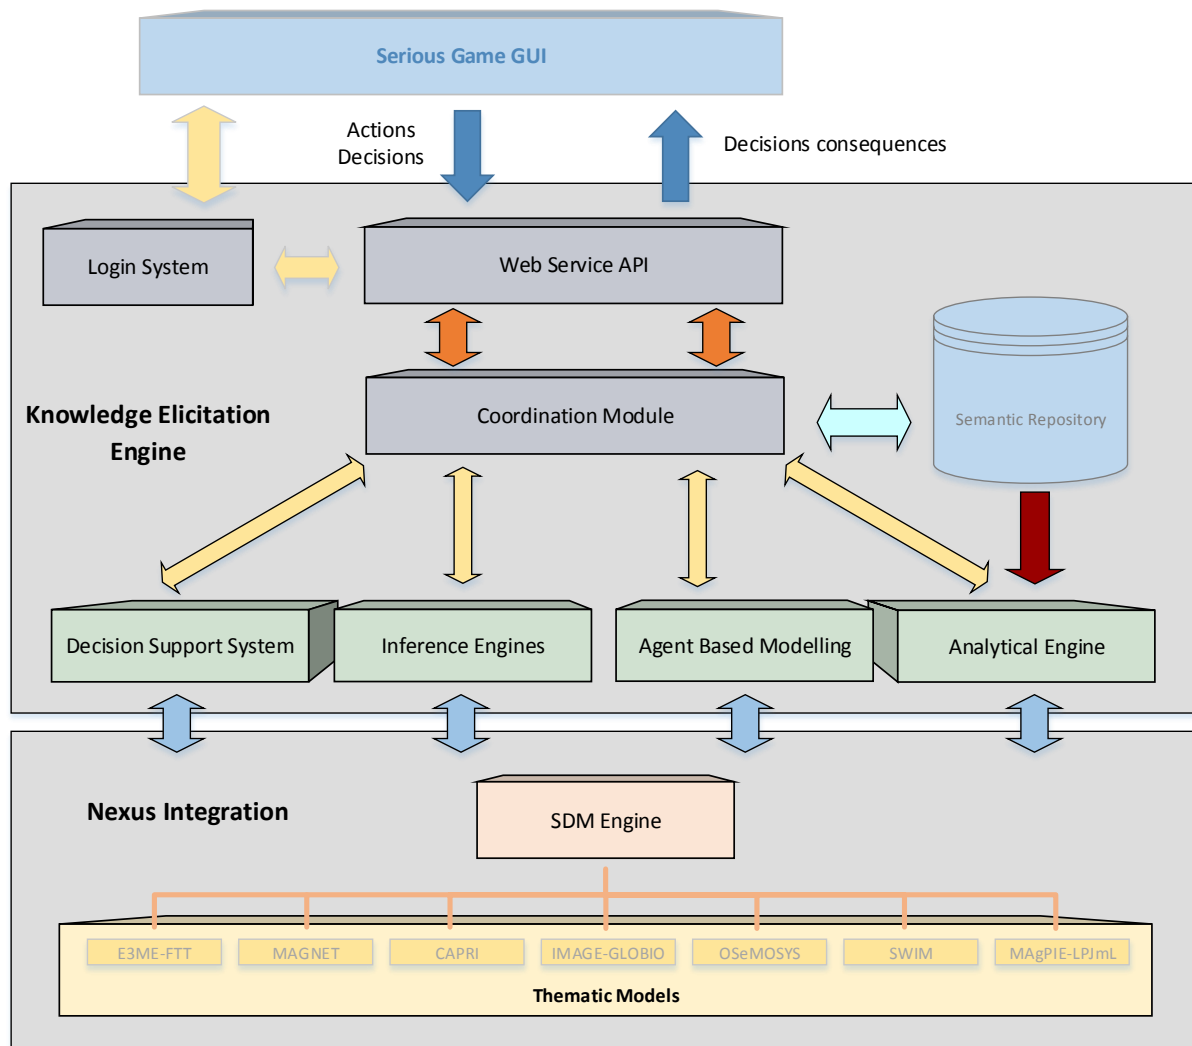 Serious Game GUI
Actions
Decisions
Decisions consequences
Login System
Web Service API
Knowledge Elicitation
Engine
Coordination Module
Semantic Repository
Decision Support System
Inference Engines
Agent Based Modelling
Analytical Engine
Nexus Integration
SDM Engine
E3ME-FTT
MAGNET
CAPRI
IMAGE-GLOBIO
OSeMOSYS
SWIM
MAgPIE-LPJmL
Thematic Models